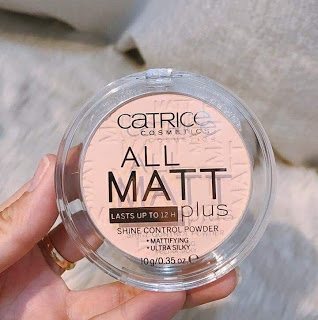 CATRICE
COSMETICS
ALL
MATT
LASTS UP TO 12 H
plus
SHINE CONTROL POWDER
• MATTIFYING
• ULTRA SILKY
10g/0.35 oz.℮